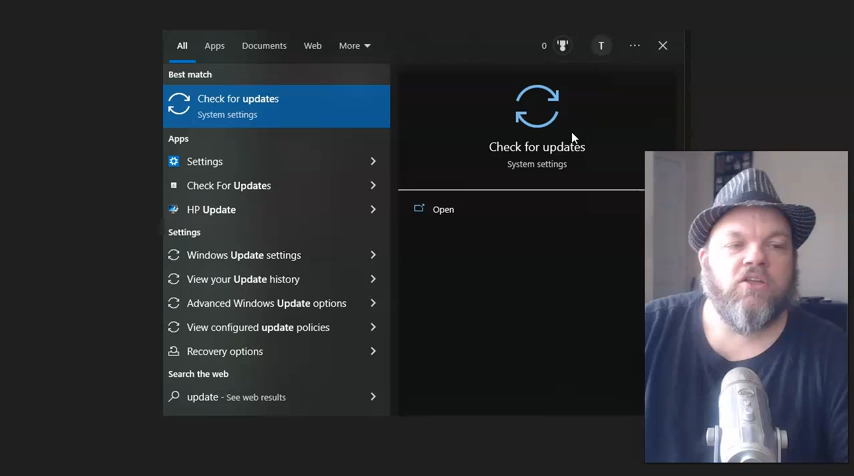 All Apps Documents Web More 0 T
Best match
Check for updates
System settings
Apps
Settings
Check For Updates
HP Update
Settings
Windows Update settings
View your Update history
Advanced Windows Update options
View configured update policies
Recovery options
Search the web
update - See web results
Check for updates
System settings
Open